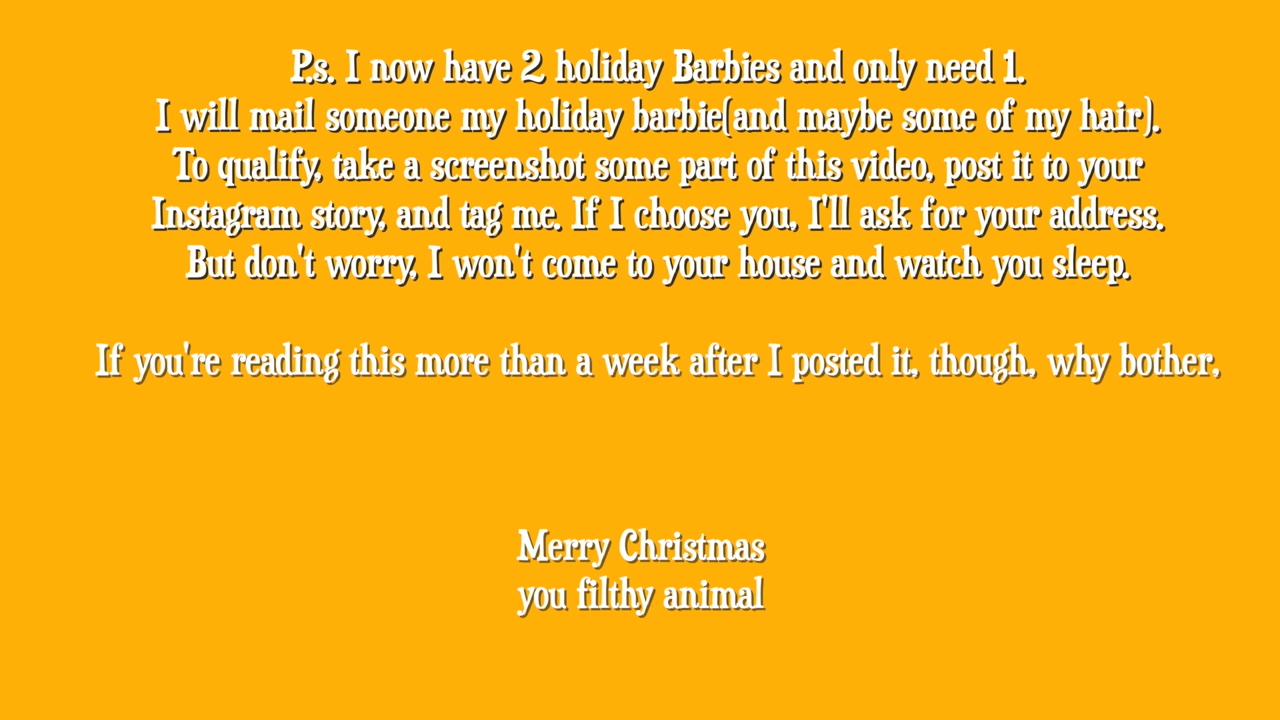 P.s. I now have 2 holiday Barbies and only need 1.
I will mail someone my holiday barbie(and maybe some of my hair).
To qualify, take a screenshot some part of this video, post it to your
Instagram story, and tag me. If I choose you, I'll ask for your address.
But don't worry, I won't come to your house and watch you sleep.
If you're reading this more than a week after I posted it, though, why bother,
Merry Christmas
you filthy animal